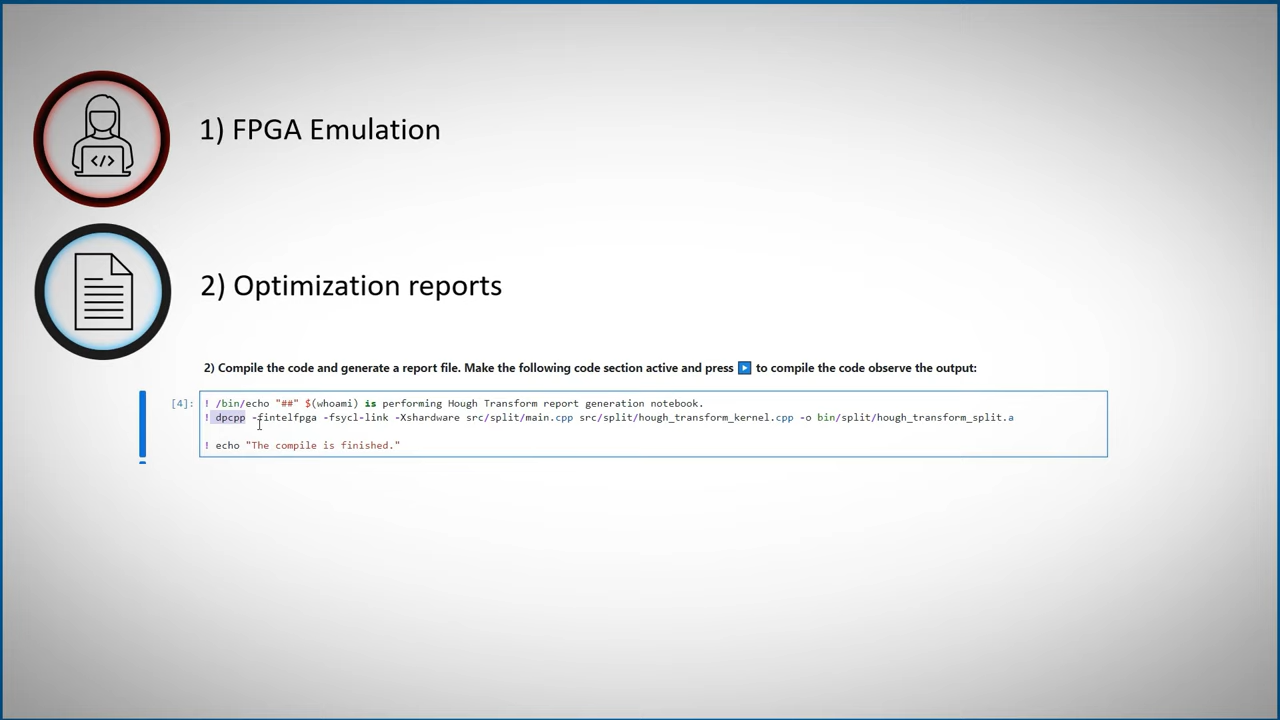 </>
1) FPGA Emulation
2) Optimization reports
2) Compile the code and generate a report file. Make the following code section active and press ▶ to compile the code observe the output:
[4]: ! /bin/echo "##" $(whoami) is performing Hough Transform report generation notebook.
! dpcpp -fintelfpga -fsycl-link -Xshardware src/split/main.cpp src/split/hough_transform_kernel.cpp -o bin/split/hough_transform_split.a
! echo "The compile is finished."